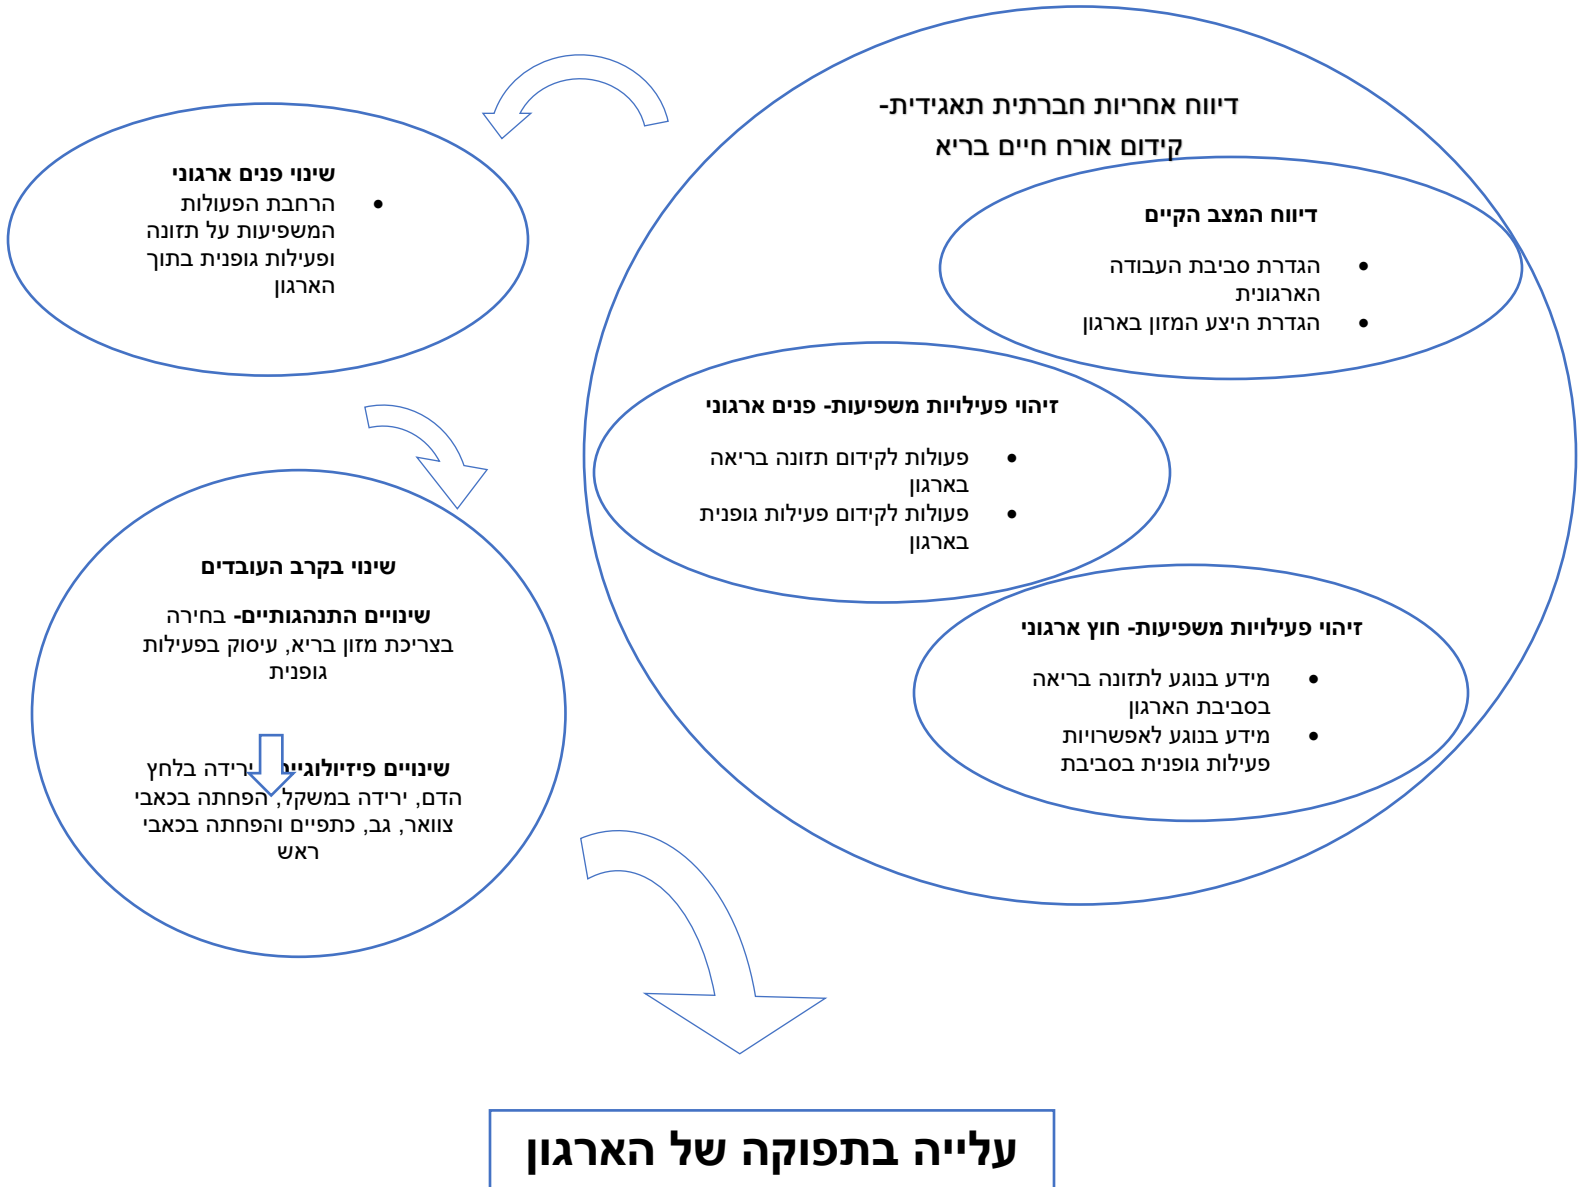 דיווח אחריות חברתית תאגידית-
קידום אורח חיים בריא
דיווח המצב הקיים
• הגדרת סביבת העבודה
הארגונית
• הגדרת היצע המזון בארגון
זיהוי פעילויות משפיעות- פנים ארגוני
• פעולות לקידום תזונה בריאה
בארגון
• פעולות לקידום פעילות גופנית
בארגון
זיהוי פעילויות משפיעות- חוץ ארגוני
• מידע בנוגע לתזונה בריאה
בסביבת הארגון
• מידע בנוגע לאפשרויות
פעילות גופנית בסביבת
שינוי פנים ארגוני
• הרחבת הפעולות
המשפיעות על תזונה
ופעילות גופנית בתוך
הארגון
שינוי בקרב העובדים
שינויים התנהגותיים- בחירה
בצריכת מזון בריא, עיסוק בפעילות
גופנית
שינויים ירידה בלחץ
הדם, ירידה במשקל, הפחתה בכאבי
צוואר, גב, כתפיים והפחתה בכאבי
ראש
עלייה בתפוקה של הארגון